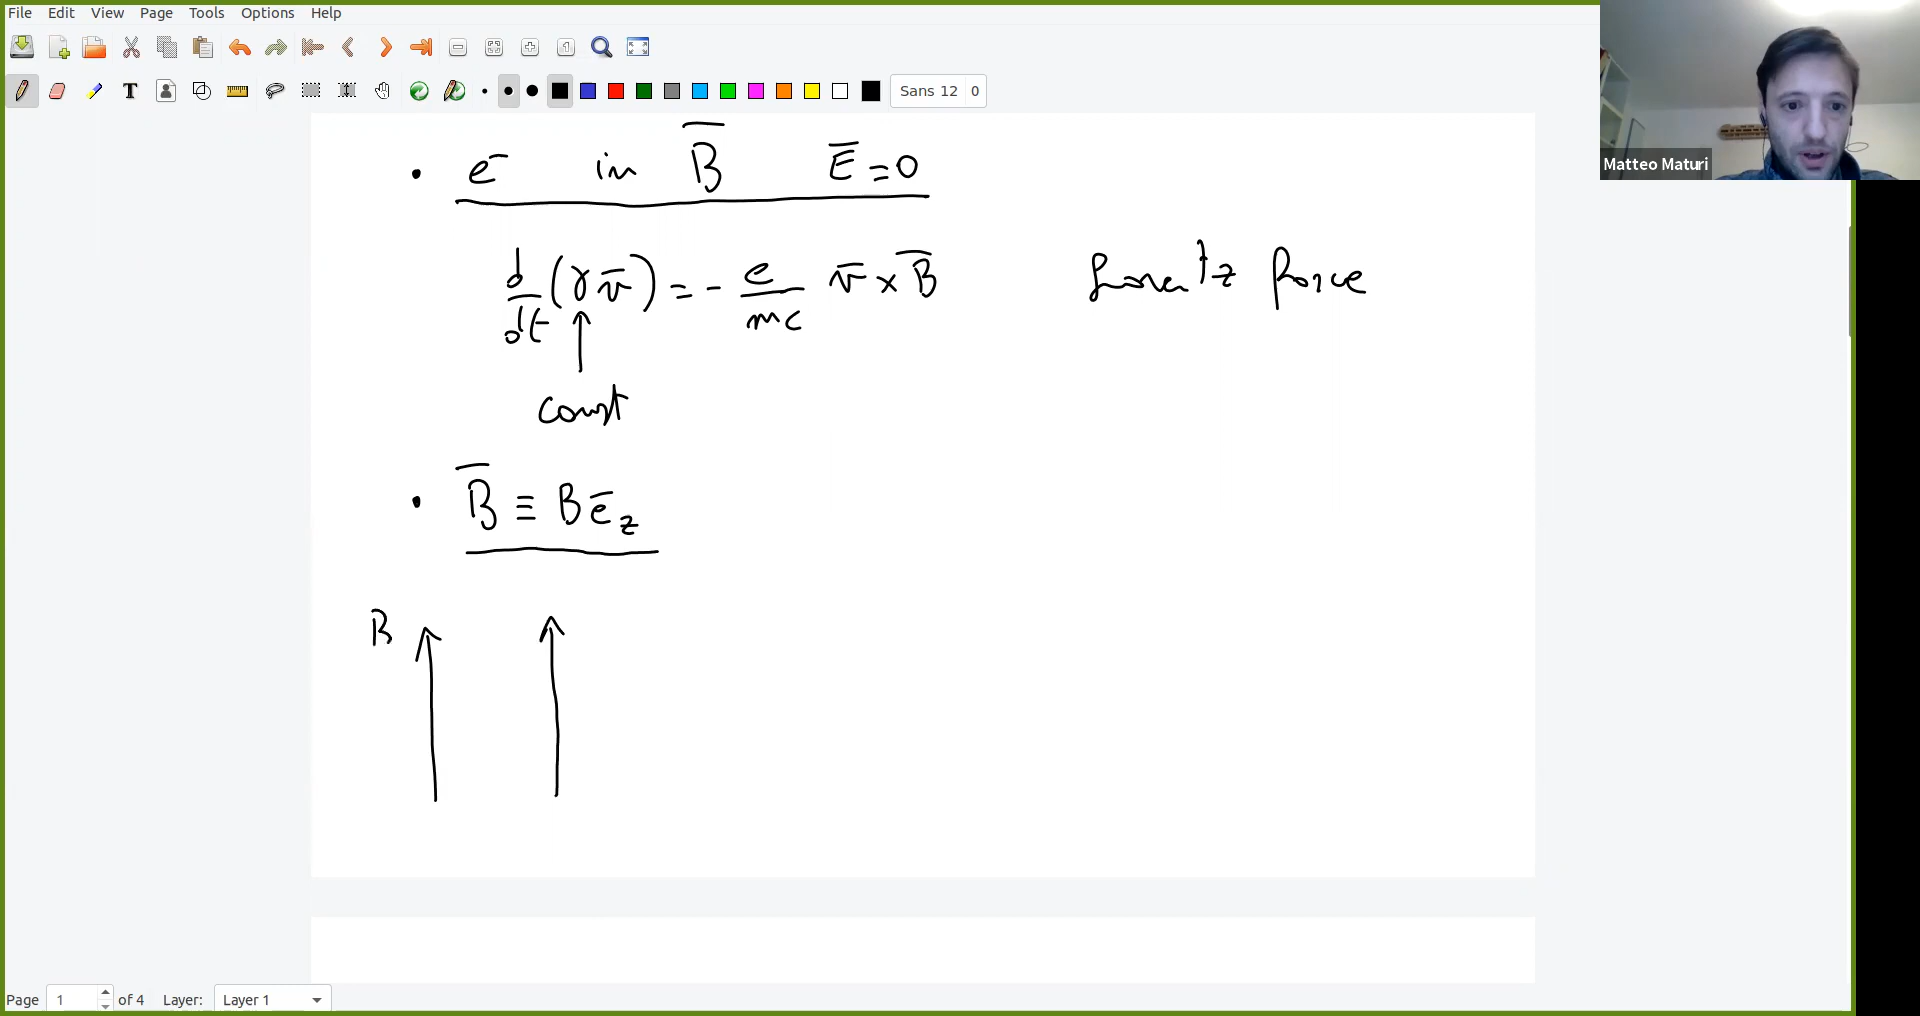 File Edit View Page Tools Options Help
Sans 12 0
Matteo Maturi
• e⁻ in B̅ E̅ = 0
d/dt (γ v̅) = - e/mc v̅ × B̅ Lorentz force
const
• B̅ ≡ B e̅_z
B
Page 1 of 4 Layer: Layer 1